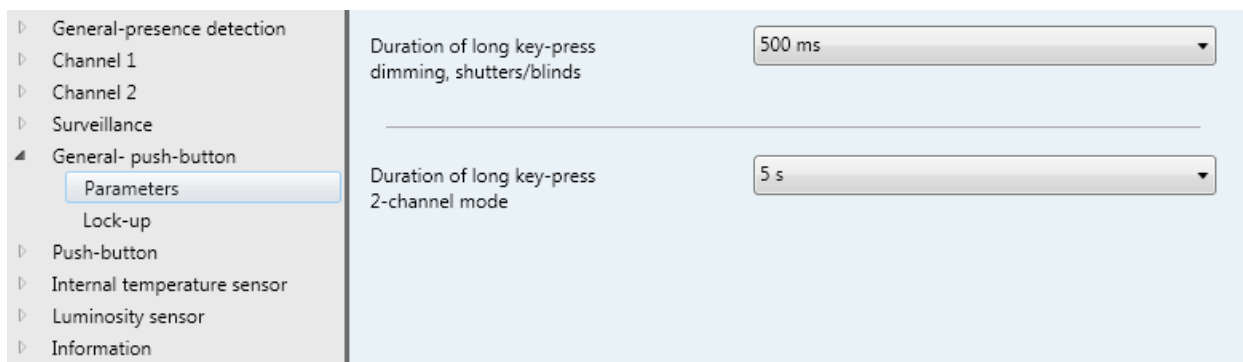 General-presence detection
Channel 1
Channel 2
Surveillance
General- push-button
Parameters
Lock-up
Push-button
Internal temperature sensor
Luminosity sensor
Information
Duration of long key-press
dimming, shutters/blinds
500 ms
Duration of long key-press
2-channel mode
5 s